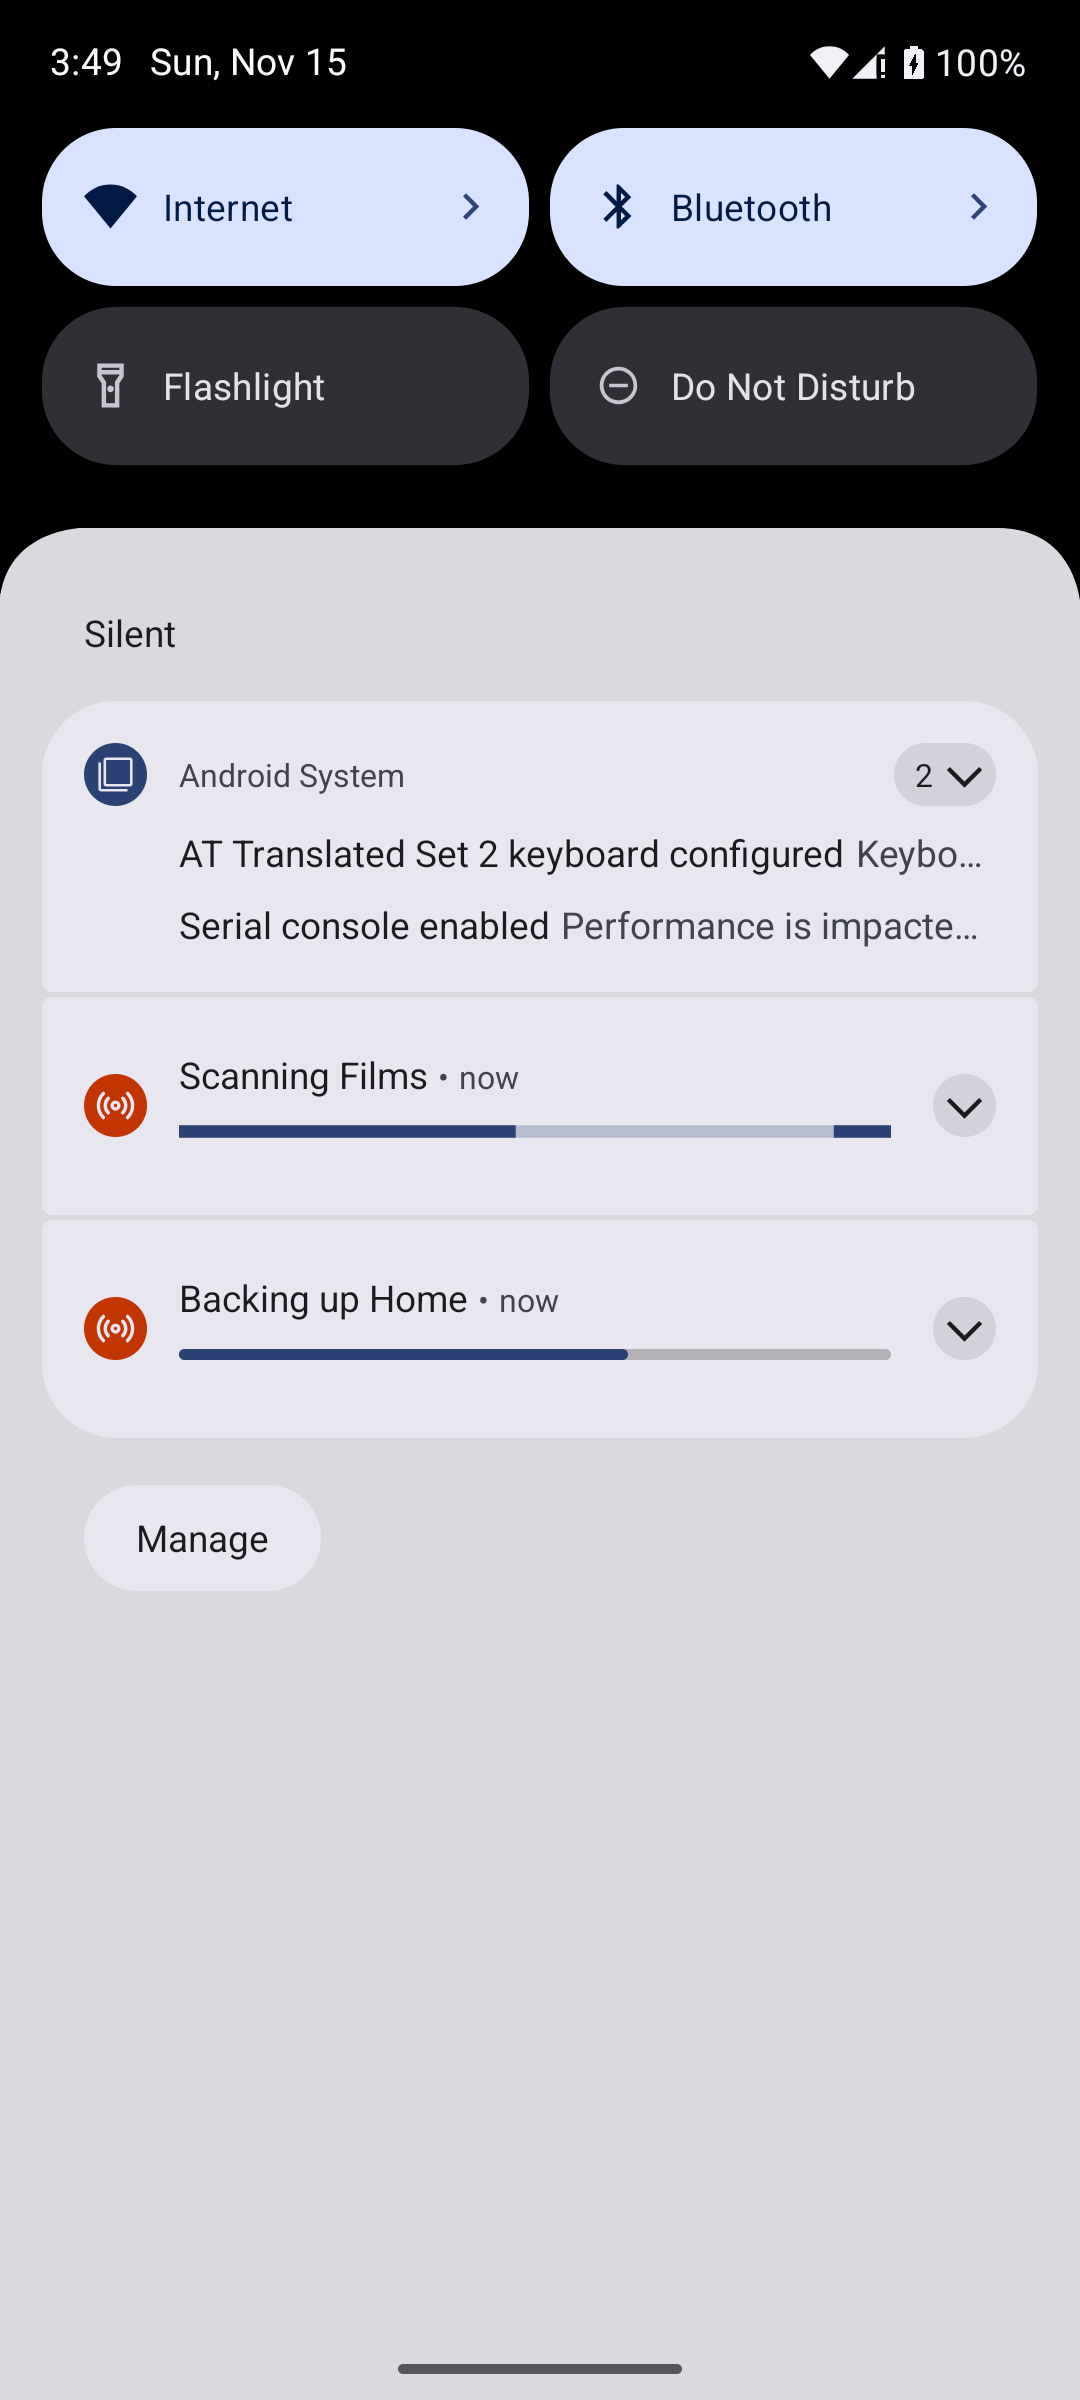 3:49 Sun, Nov 15 100%
Internet
Bluetooth
Flashlight
Do Not Disturb
Silent
Android System 2
AT Translated Set 2 keyboard configured Keybo…
Serial console enabled Performance is impacte…
Scanning Films • now
Backing up Home • now
Manage